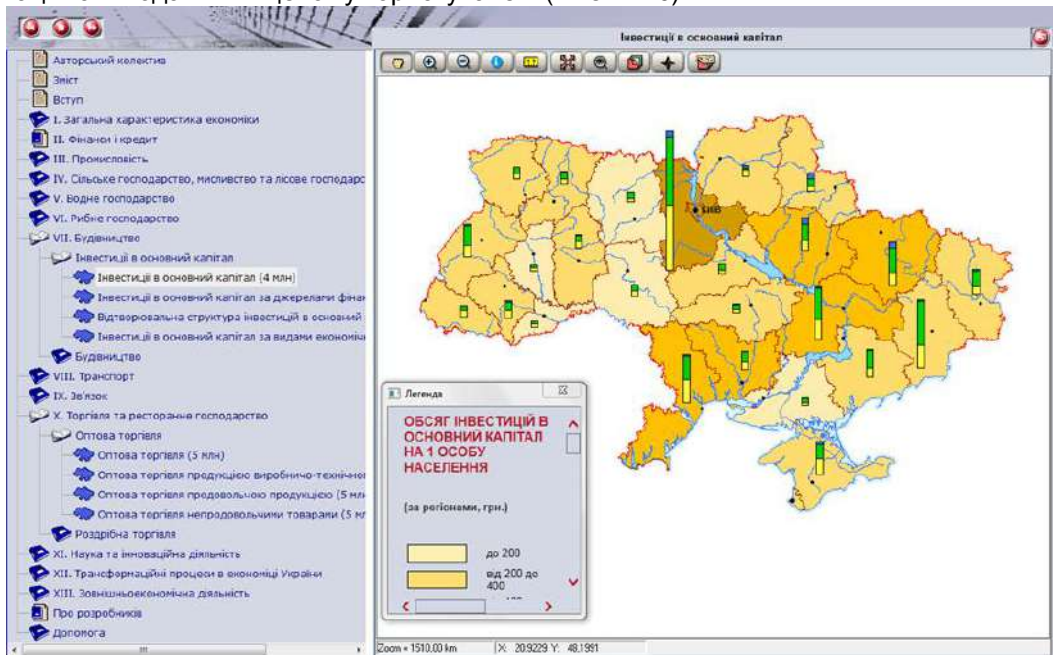 Інвестиції в основний капітал
Авторський колектив
Зміст
Вступ
I. Загальна характеристика економіки
II. Фінанси і кредит
III. Промисловість
IV. Сільське господарство, мисливство та лісове господарс
V. Водне господарство
VI. Рибне господарство
VII. Будівництво
Інвестиції в основний капітал
Інвестиції в основний капітал (4 млн)
Інвестиції в основний капітал за джерелами фінан
Відтворювальна структура інвестицій в основний
Інвестиції в основний капітал за видами економічн
Будівництво
VIII. Транспорт
IX. Зв'язок
X. Торгівля та ресторанне господарство
Оптова торгівля
Оптова торгівля (5 млн)
Оптова торгівля продукцією виробничо-технічног
Оптова торгівля продовольчою продукцією (5 млн
Оптова торгівля непродовольчими товарами (5 м
Роздрібна торгівля
XI. Наука та інноваційна діяльність
XII. Трансформаційні процеси в економіці України
XIII. Зовнішньоекономічна діяльність
Про розробників
Допомога
КИЇВ
Легенда
ОБСЯГ ІНВЕСТИЦІЙ В
ОСНОВНИЙ КАПІТАЛ
НА 1 ОСОБУ
НАСЕЛЕННЯ
(за регіонами, грн.)
до 200
від 200 до
400
Zoom = 1510.00 km
X: 20.9229 Y: 48.1991